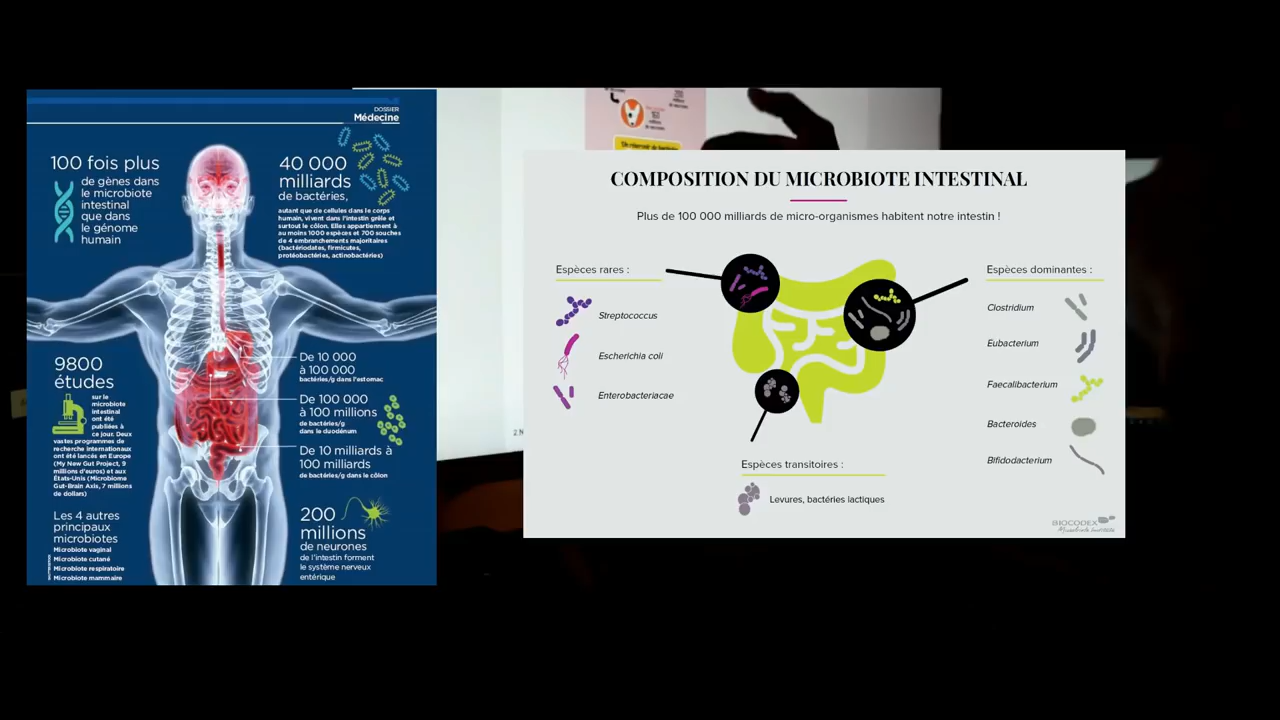 DOSSIER
Médecine
100 fois plus
de gènes dans
le microbiote
intestinal
que dans
le génome
humain
40 000
milliards
de bactéries,
autant que de cellules dans le corps
humain, vivent dans l'intestin grêle et
surtout le côlon. Elles appartiennent à
au moins 1000 espèces et 700 souches
de 4 embranchements majoritaires
(bactériodates, firmicutes,
protéobactéries, actinobactéries)
9800
études
sur le
microbiote
intestinal
ont été
publiées à
ce jour. Deux
vastes programmes de
recherche internationaux
ont été lancés en Europe
(My New Gut Project, 9
millions d'euros) et aux
États-Unis (Microbiome
Gut-Brain Axis, 7 millions
de dollars)
De 10 000
à 100 000
bactéries/g dans l'estomac
De 100 000
à 100 millions
de bactéries/g
dans le duodénum
De 10 milliards à
100 milliards
de bactéries/g dans le côlon
Les 4 autres
principaux
microbiotes
Microbiote vaginal
Microbiote cutané
Microbiote respiratoire
Microbiote mammaire
200
millions
de neurones
de l'intestin forment
le système nerveux
entérique
COMPOSITION DU MICROBIOTE INTESTINAL
Plus de 100 000 milliards de micro-organismes habitent notre intestin !
Espèces rares :
Streptococcus
Escherichia coli
Enterobacteriacae
Espèces dominantes :
Clostridium
Eubacterium
Faecalibacterium
Bacteroides
Bifidobacterium
Espèces transitoires :
Levures, bactéries lactiques
BIOCODEX
Microbiota Institute